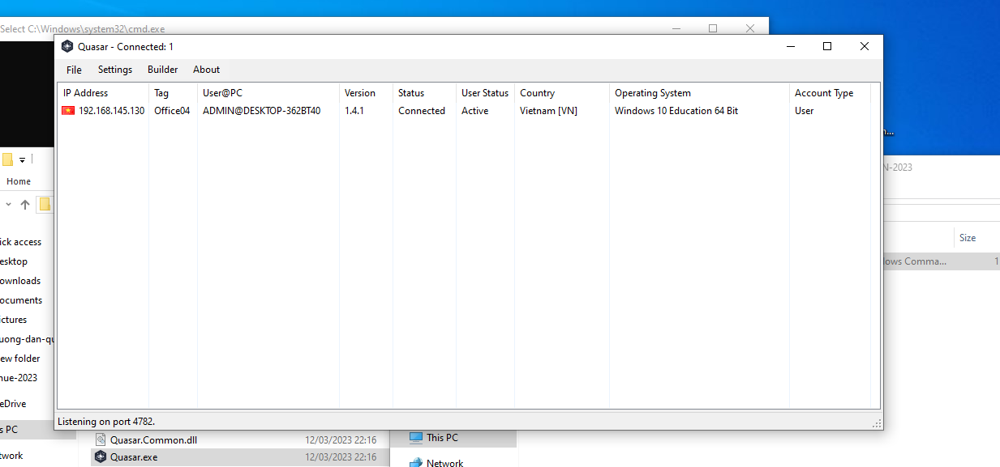 Select C:\Windows\system32\cmd.exe
Quasar - Connected: 1
File Settings Builder About
IP Address Tag User@PC Version Status User Status Country Operating System Account Type
192.168.145.130 Office04 ADMIN@DESKTOP-362BT40 1.4.1 Connected Active Vietnam [VN] Windows 10 Education 64 Bit User
N-2023
Home
Size
ick access
esktop
ows Comma... 1
ownloads
ocuments
ictures
uong-dan-qu
ew folder
nue-2023
eDrive
Listening on port 4782.
s PC
Quasar.Common.dll 12/03/2023 22:16
This PC
twork
Quasar.exe 12/03/2023 22:16
Network